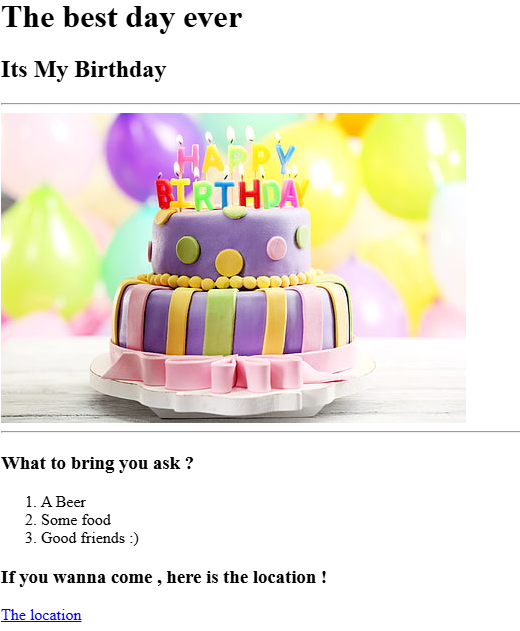 The best day ever
Its My Birthday
HAPPY
BIRTHDAY
What to bring you ask ?
1. A Beer
2. Some food
3. Good friends :)
If you wanna come , here is the location !
The location